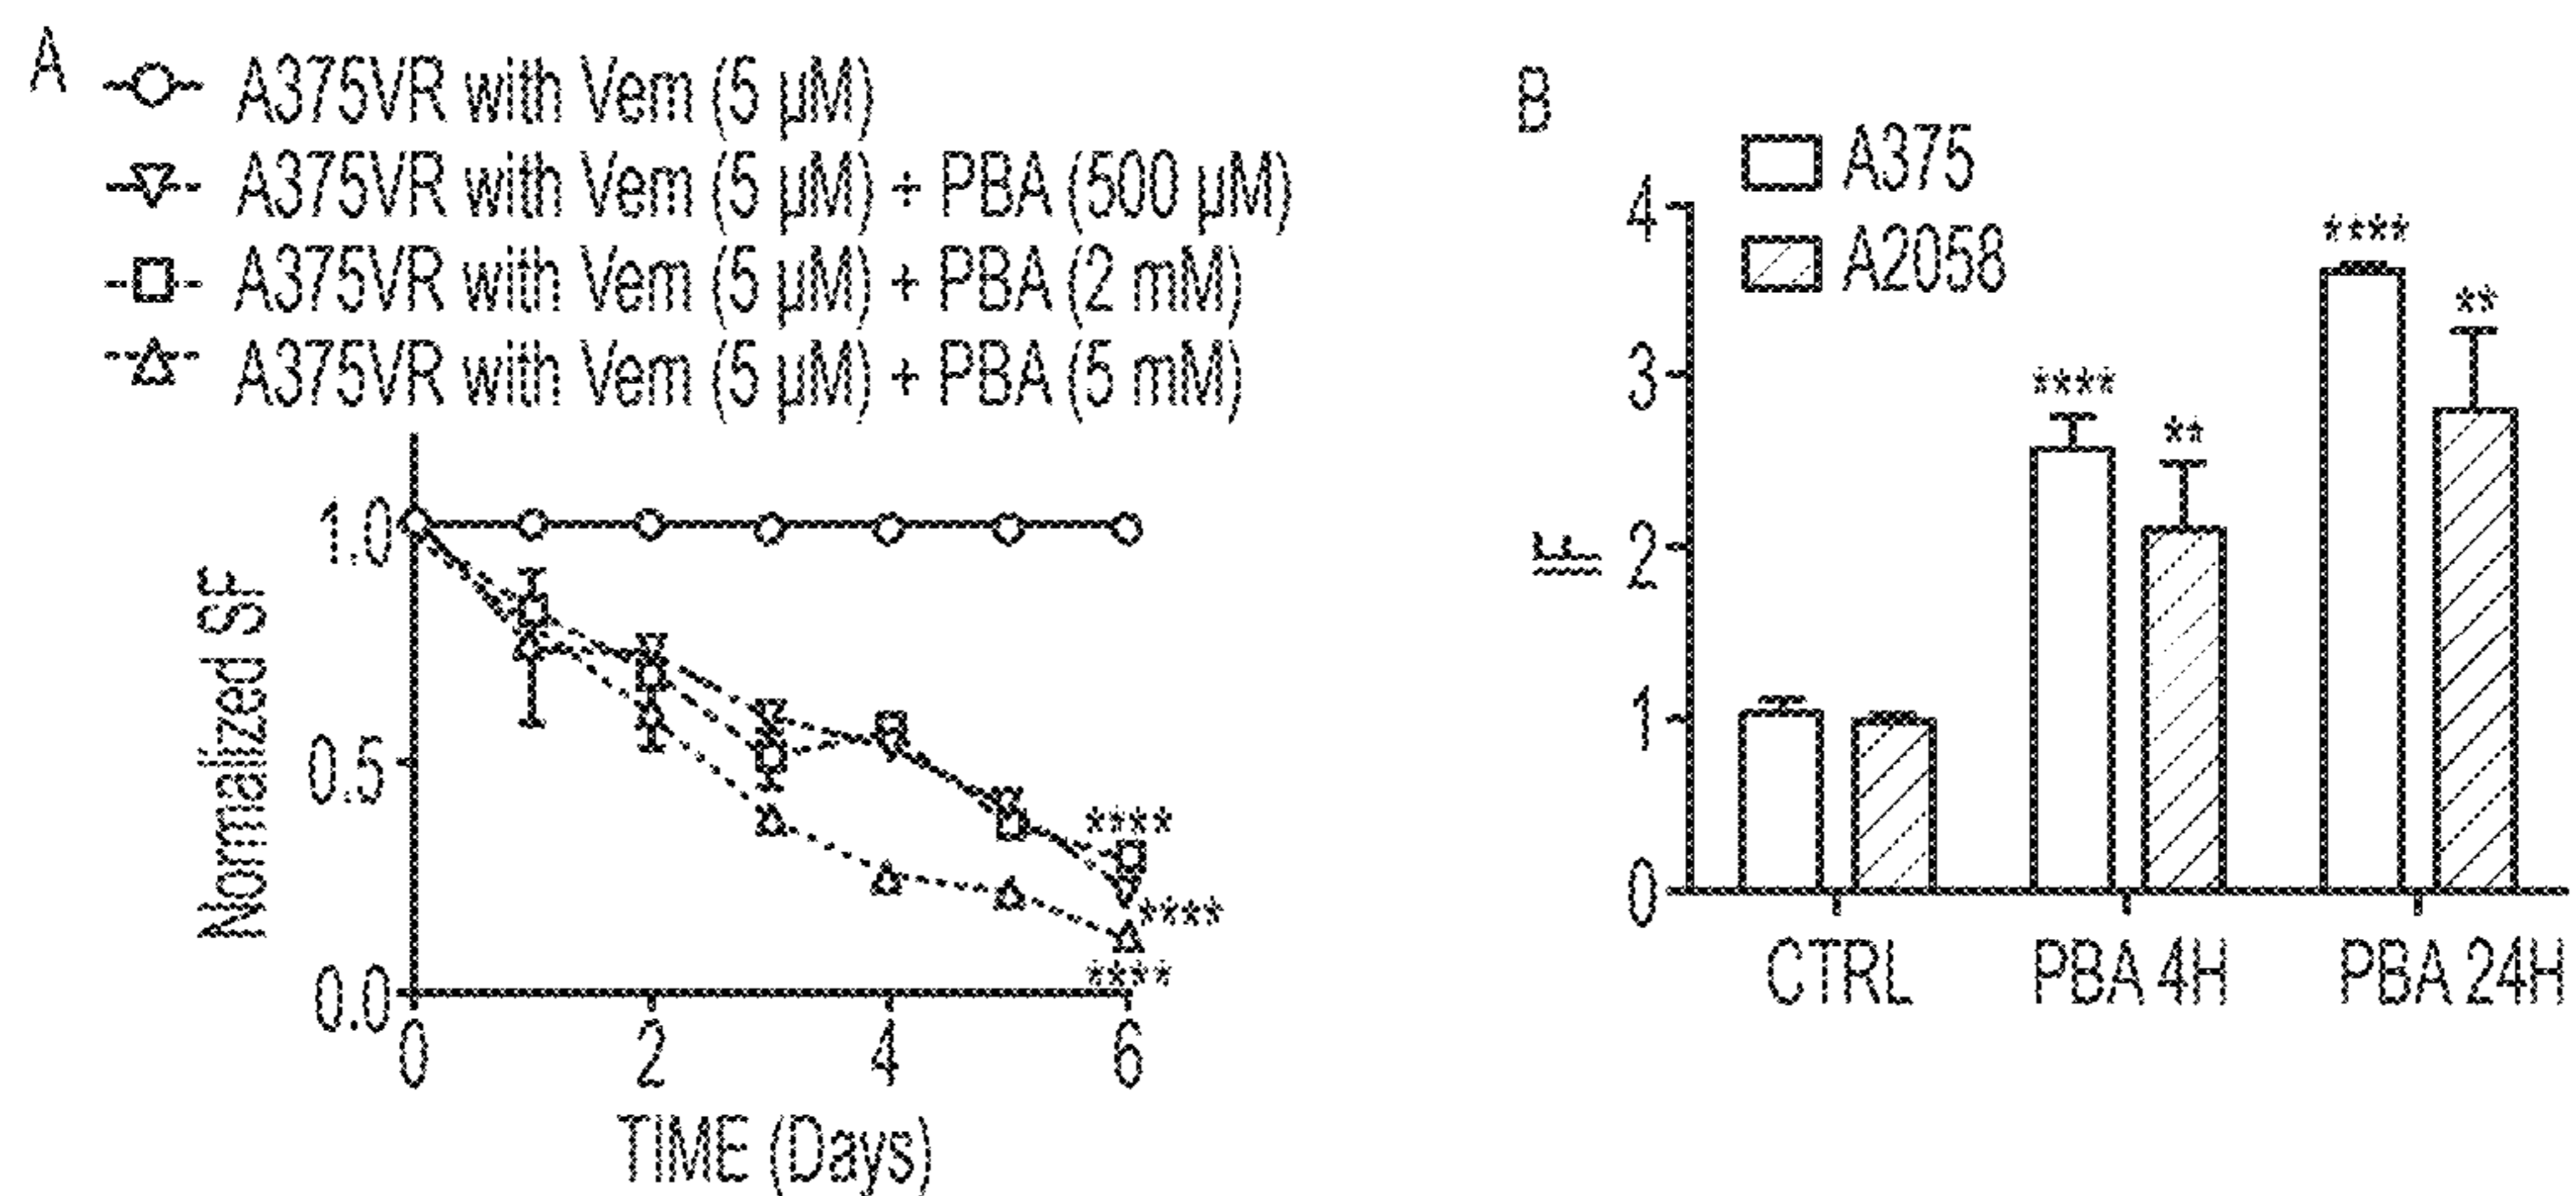 A
A375VR with Vem (5 µM)
A375VR with Vem (5 µM) + PBA (500 µM)
A375VR with Vem (5 µM) + PBA (2 mM)
A375VR with Vem (5 µM) + PBA (5 mM)
1.0
0.5
0.0
Normalized SF
****
****
****
0 2 4 6
TIME (Days)
B
A375
A2058
4
3
2
1
0
IF
****
**
****
**
CTRL PBA 4H PBA 24H